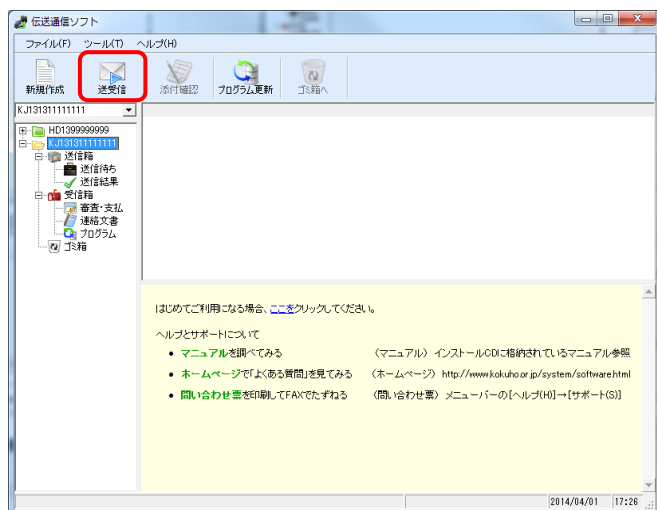 伝送通信ソフト
ファイル(F) ツール(T) ヘルプ(H)
新規作成 送受信 添付確認 プログラム更新 ゴミ箱へ
KJ131311111111
HD1399999999
KJ131311111111
送信箱
送信待ち
送信結果
受信箱
審査・支払
連絡文書
プログラム
ゴミ箱
はじめてご利用になる場合、ここをクリックしてください。
ヘルプとサポートについて
• マニュアルを調べてみる (マニュアル) インストールCDに格納されているマニュアル参照
• ホームページで「よくある質問」を見てみる (ホームページ) http://www.kokuho.or.jp/system/software.html
• 問い合わせ票を印刷してFAXでたずねる (問い合わせ票) メニューバーの[ヘルプ(H)]→[サポート(S)]
2014/04/01 17:26